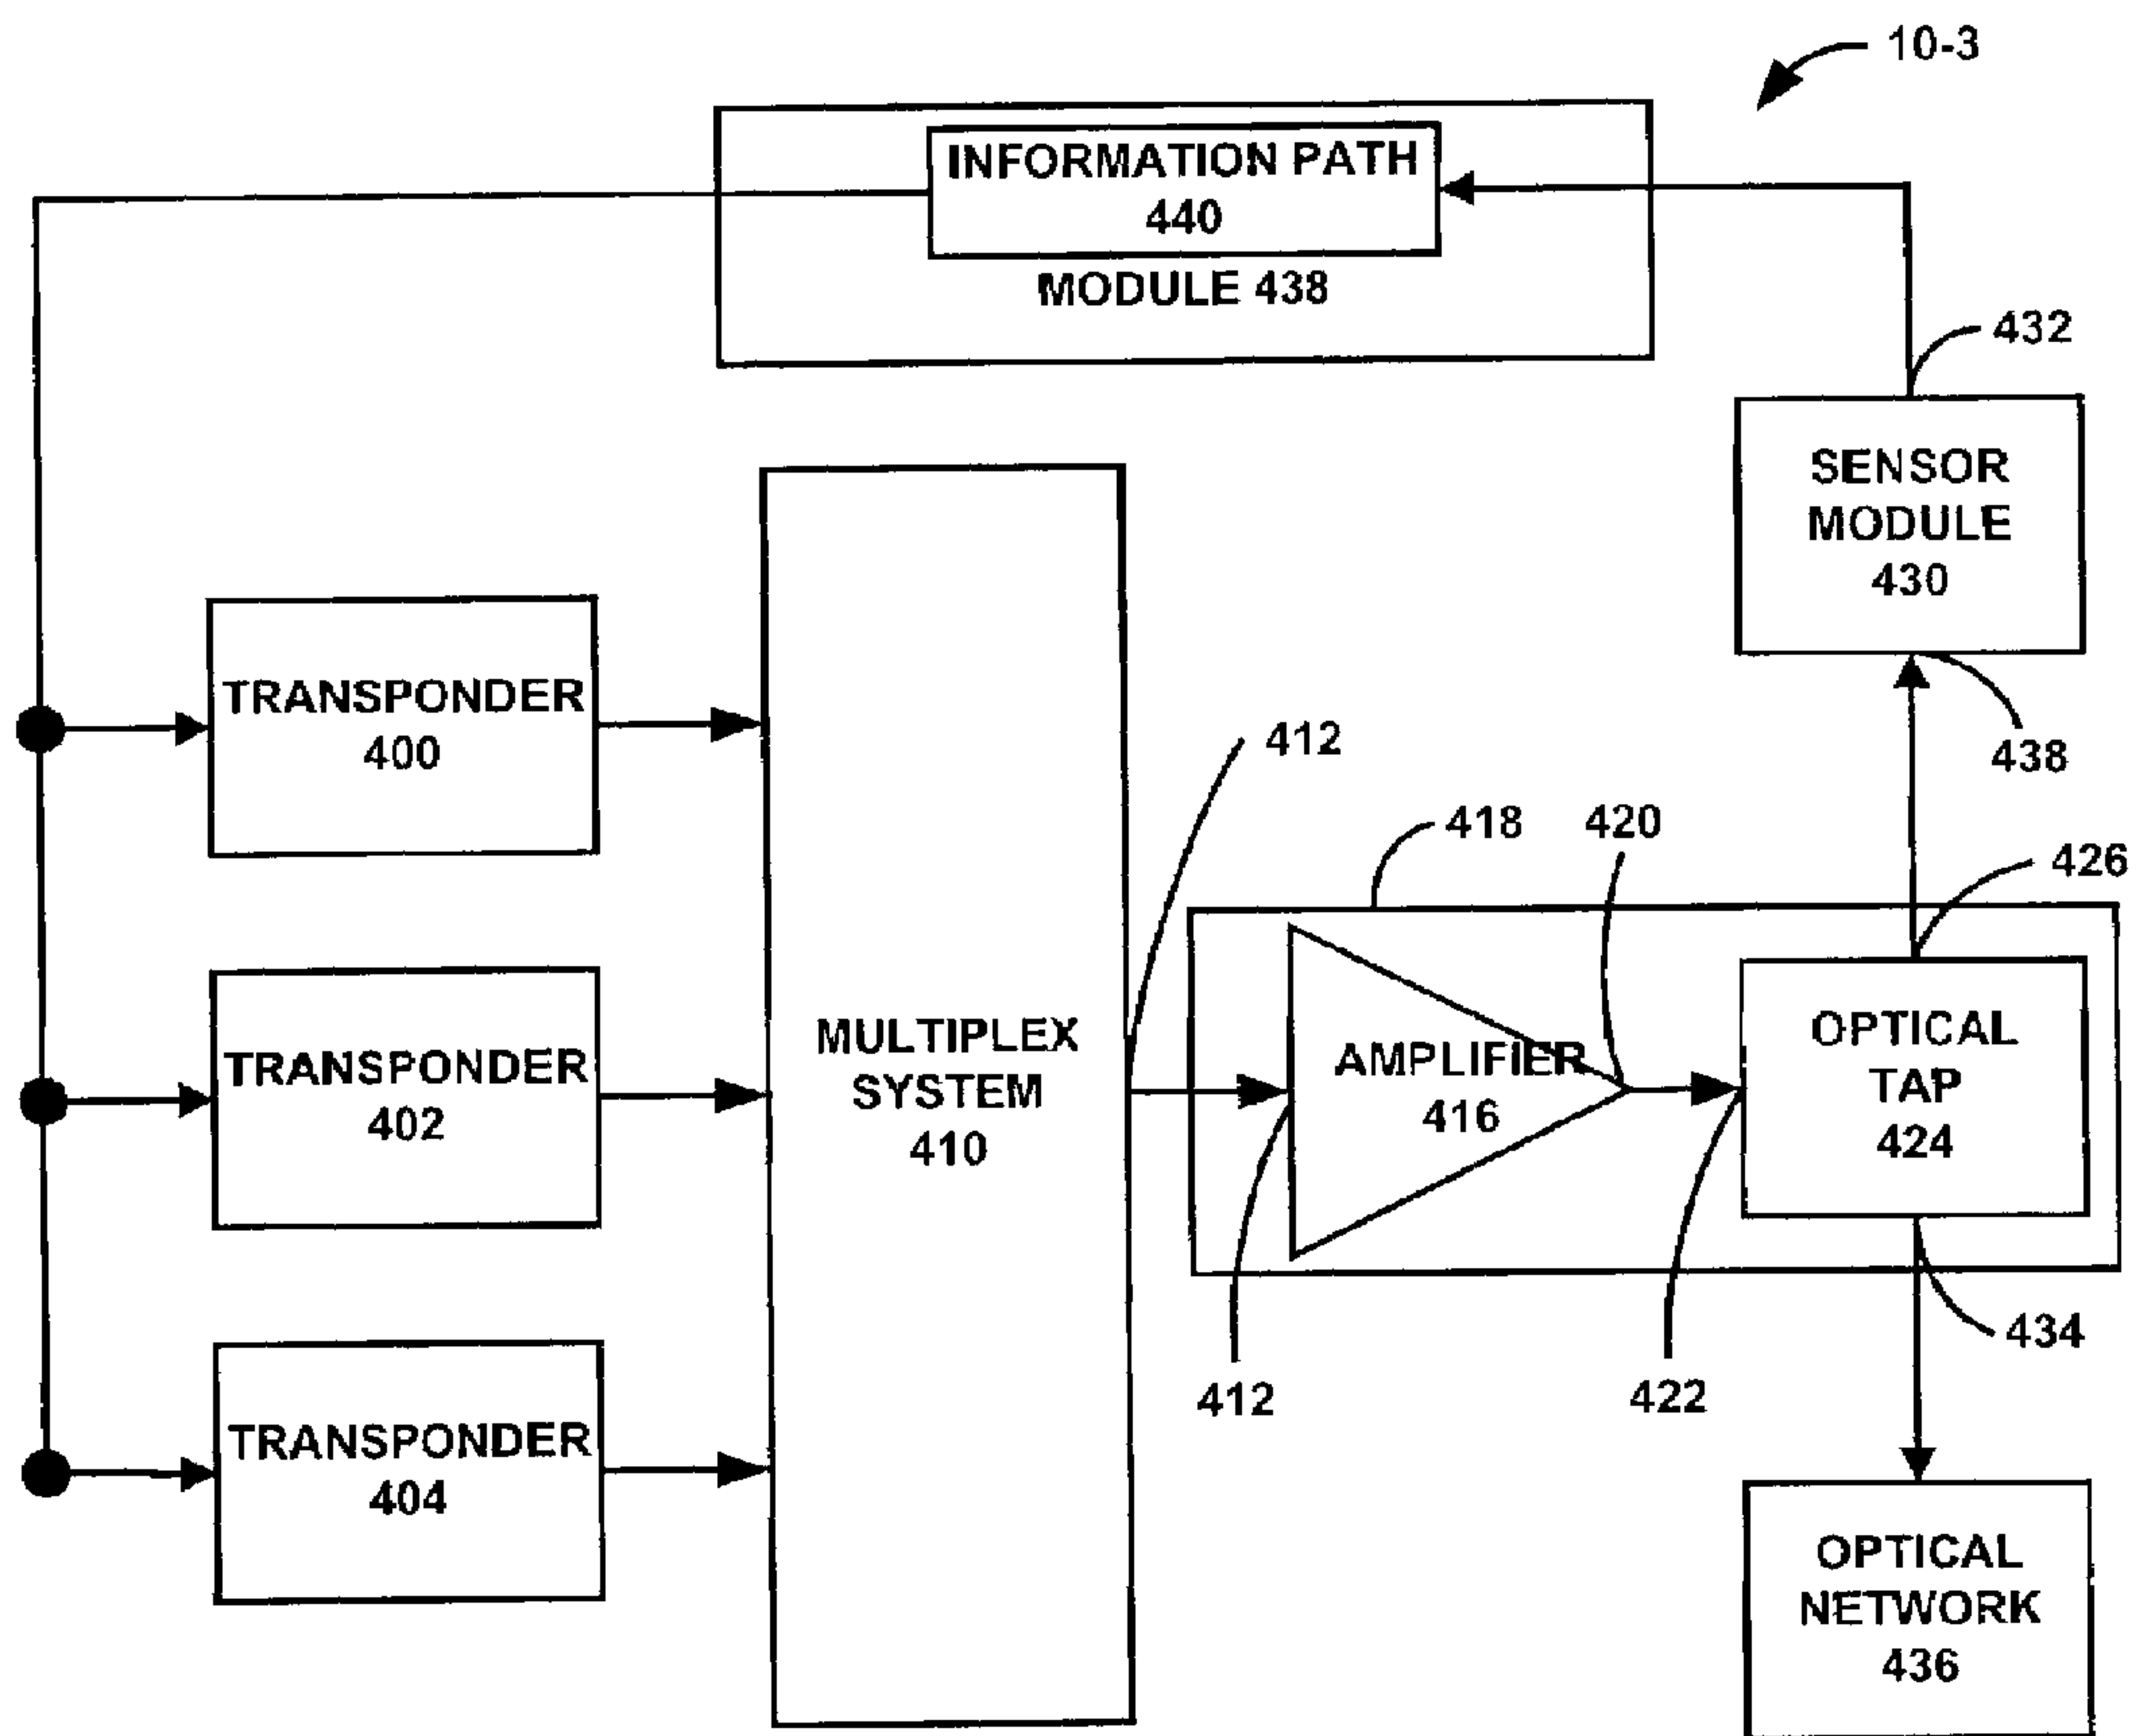 10-3
INFORMATION PATH
440
MODULE 438
432
SENSOR
MODULE
430
438
TRANSPONDER
400
412
418
420
426
MULTIPLEX
SYSTEM
410
AMPLIFIER
416
OPTICAL
TAP
424
TRANSPONDER
402
412
422
434
TRANSPONDER
404
OPTICAL
NETWORK
436